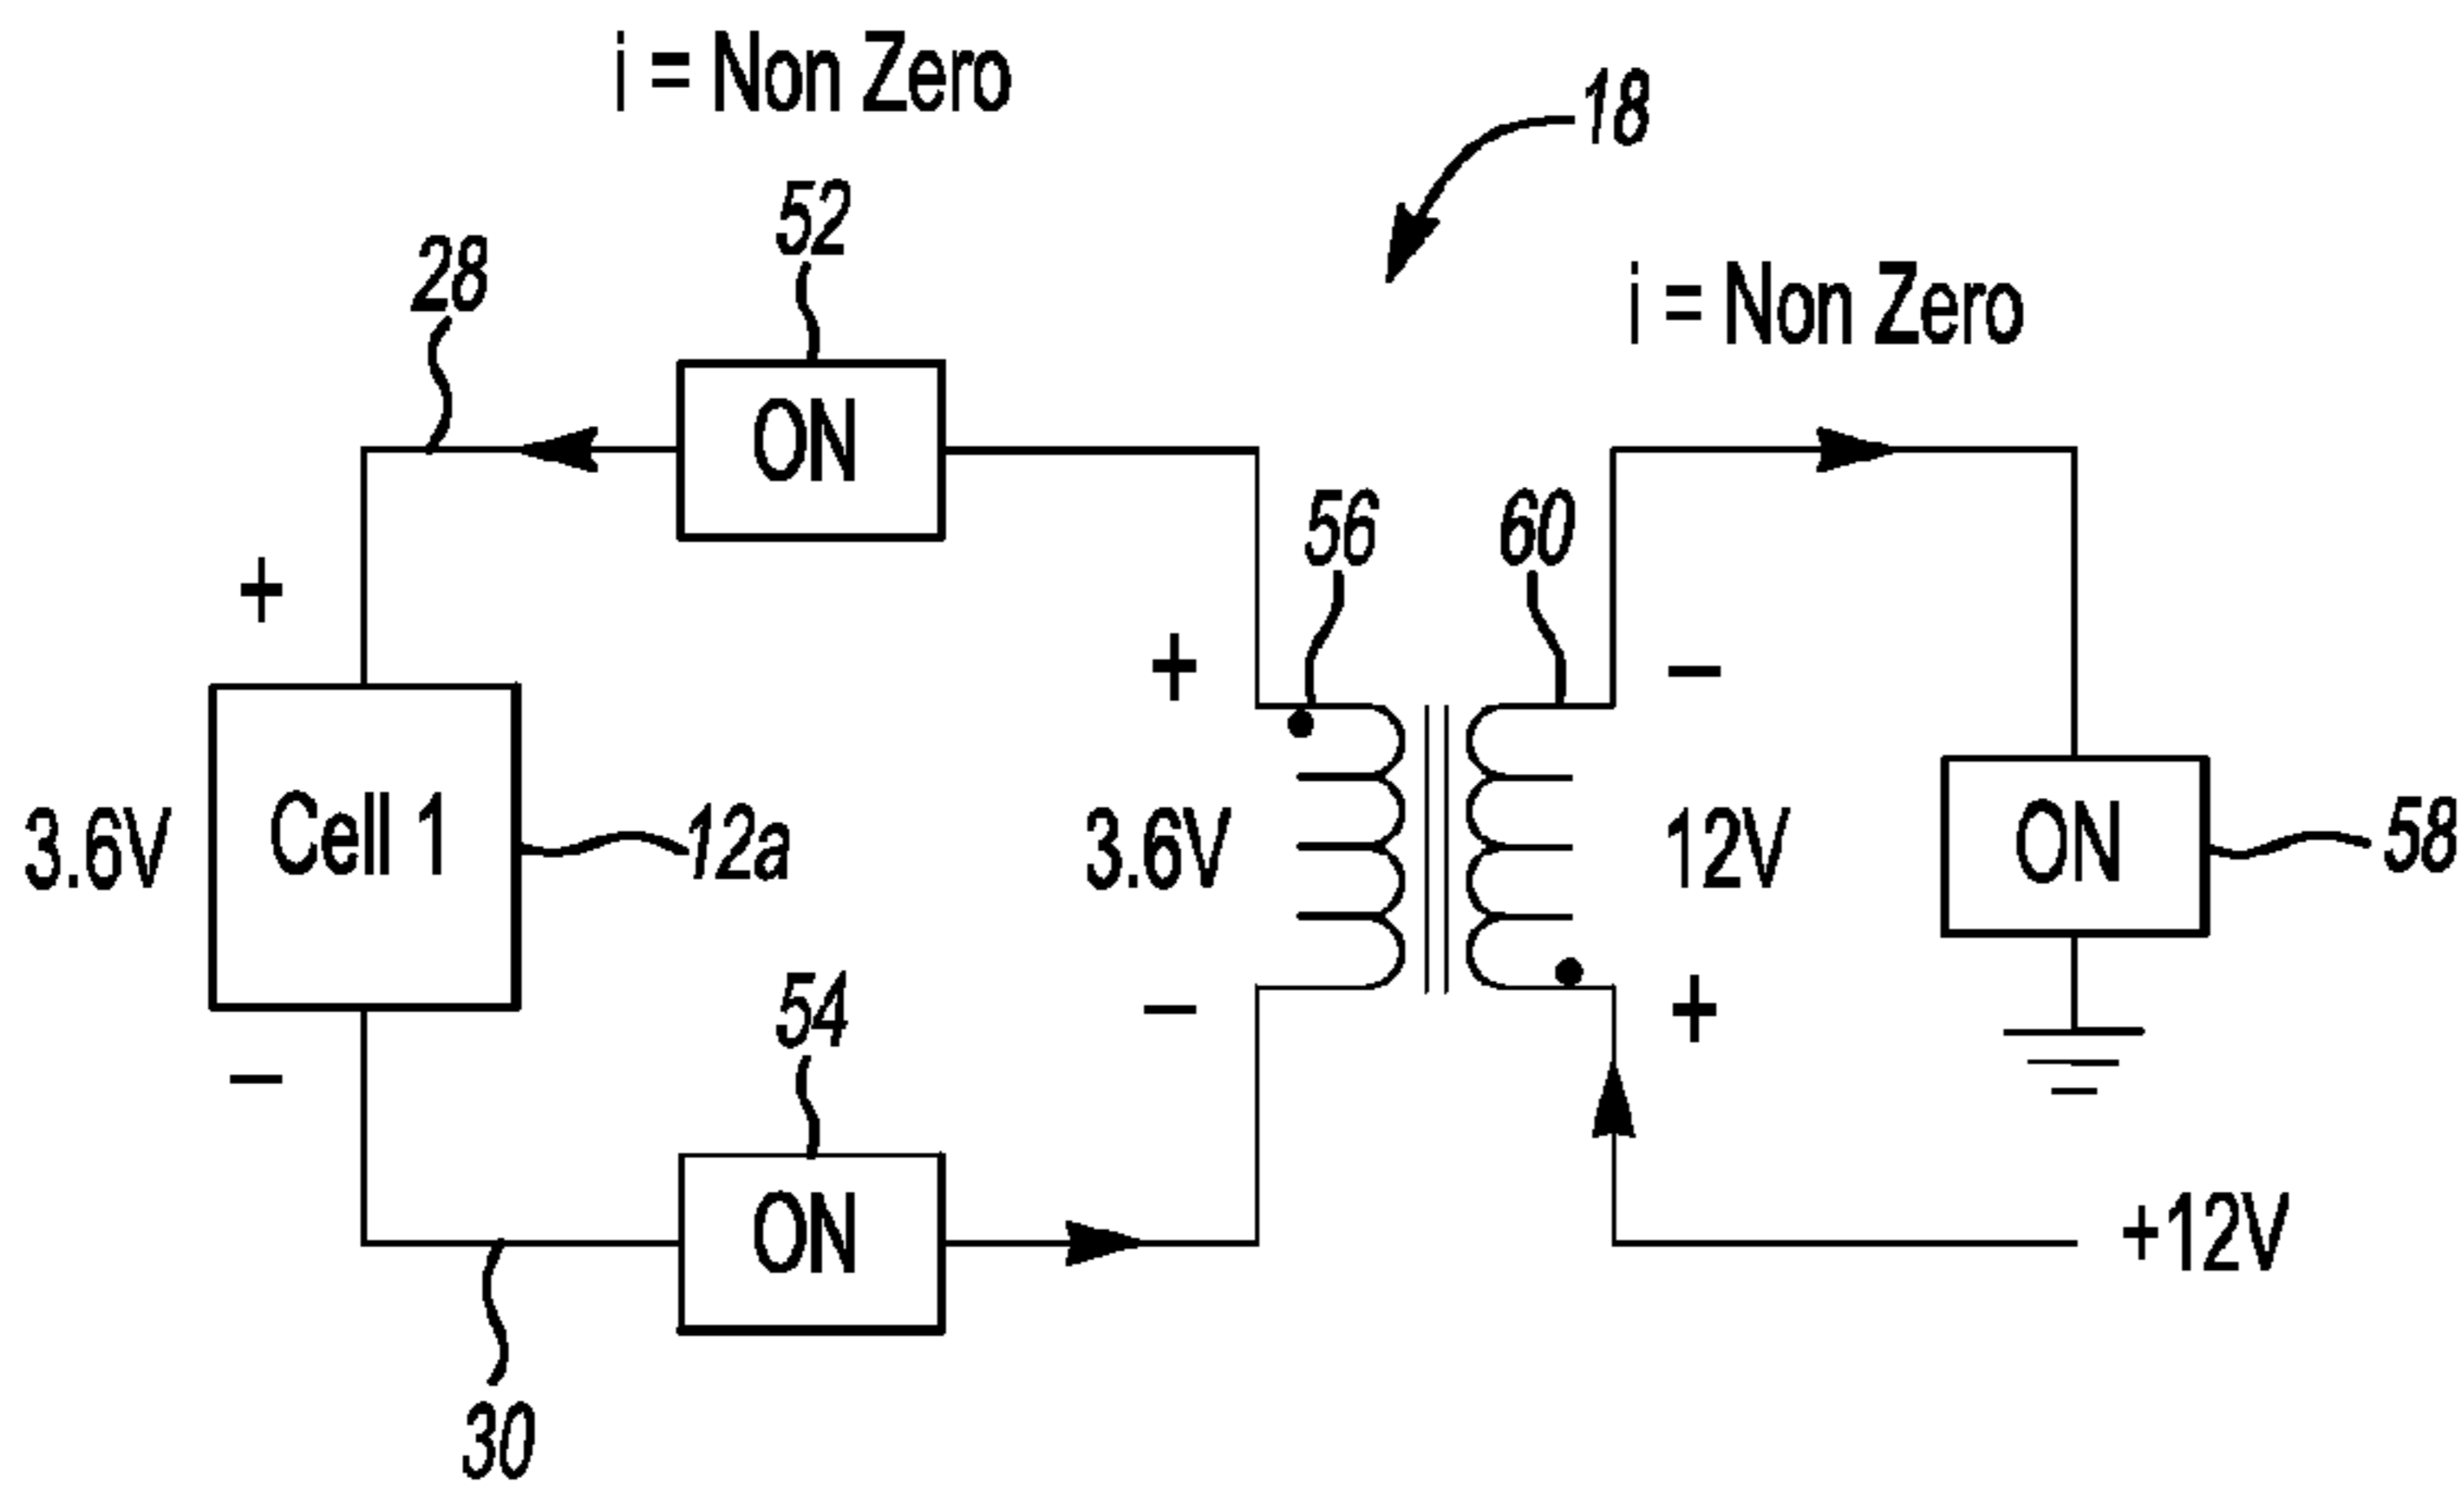 i = Non Zero
18
52
28
i = Non Zero
ON
56
60
+
+
−
3.6V
Cell 1
12a
3.6V
12V
ON
58
54
−
+
−
ON
+12V
30